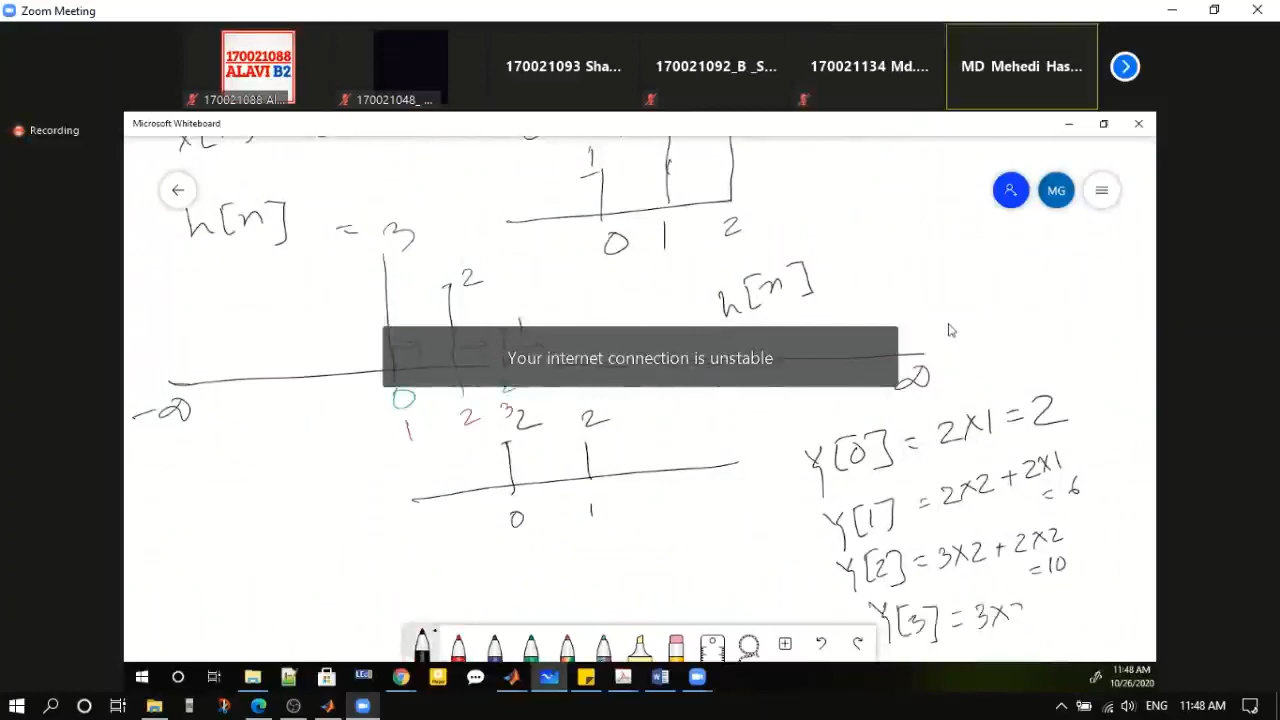 Zoom Meeting
170021088
ALAVI B2
170021088 Al...
170021048_ ...
170021093 Sha...
170021092_B _S...
170021134 Md....
MD Mehedi Has...
Recording
Microsoft Whiteboard
MG
1
h[n] = 3
0 1 2
2
h[n]
1
Your internet connection is unstable
-∞
∞
0
1 2 3
2 2
0 1
Y[0] = 2×1 = 2
Y[1] = 2×2 + 2×1
= 6
Y[2] = 3×2 + 2×2
= 10
Y[3] = 3×
11:48 AM
10/26/2020
ENG 11:48 AM